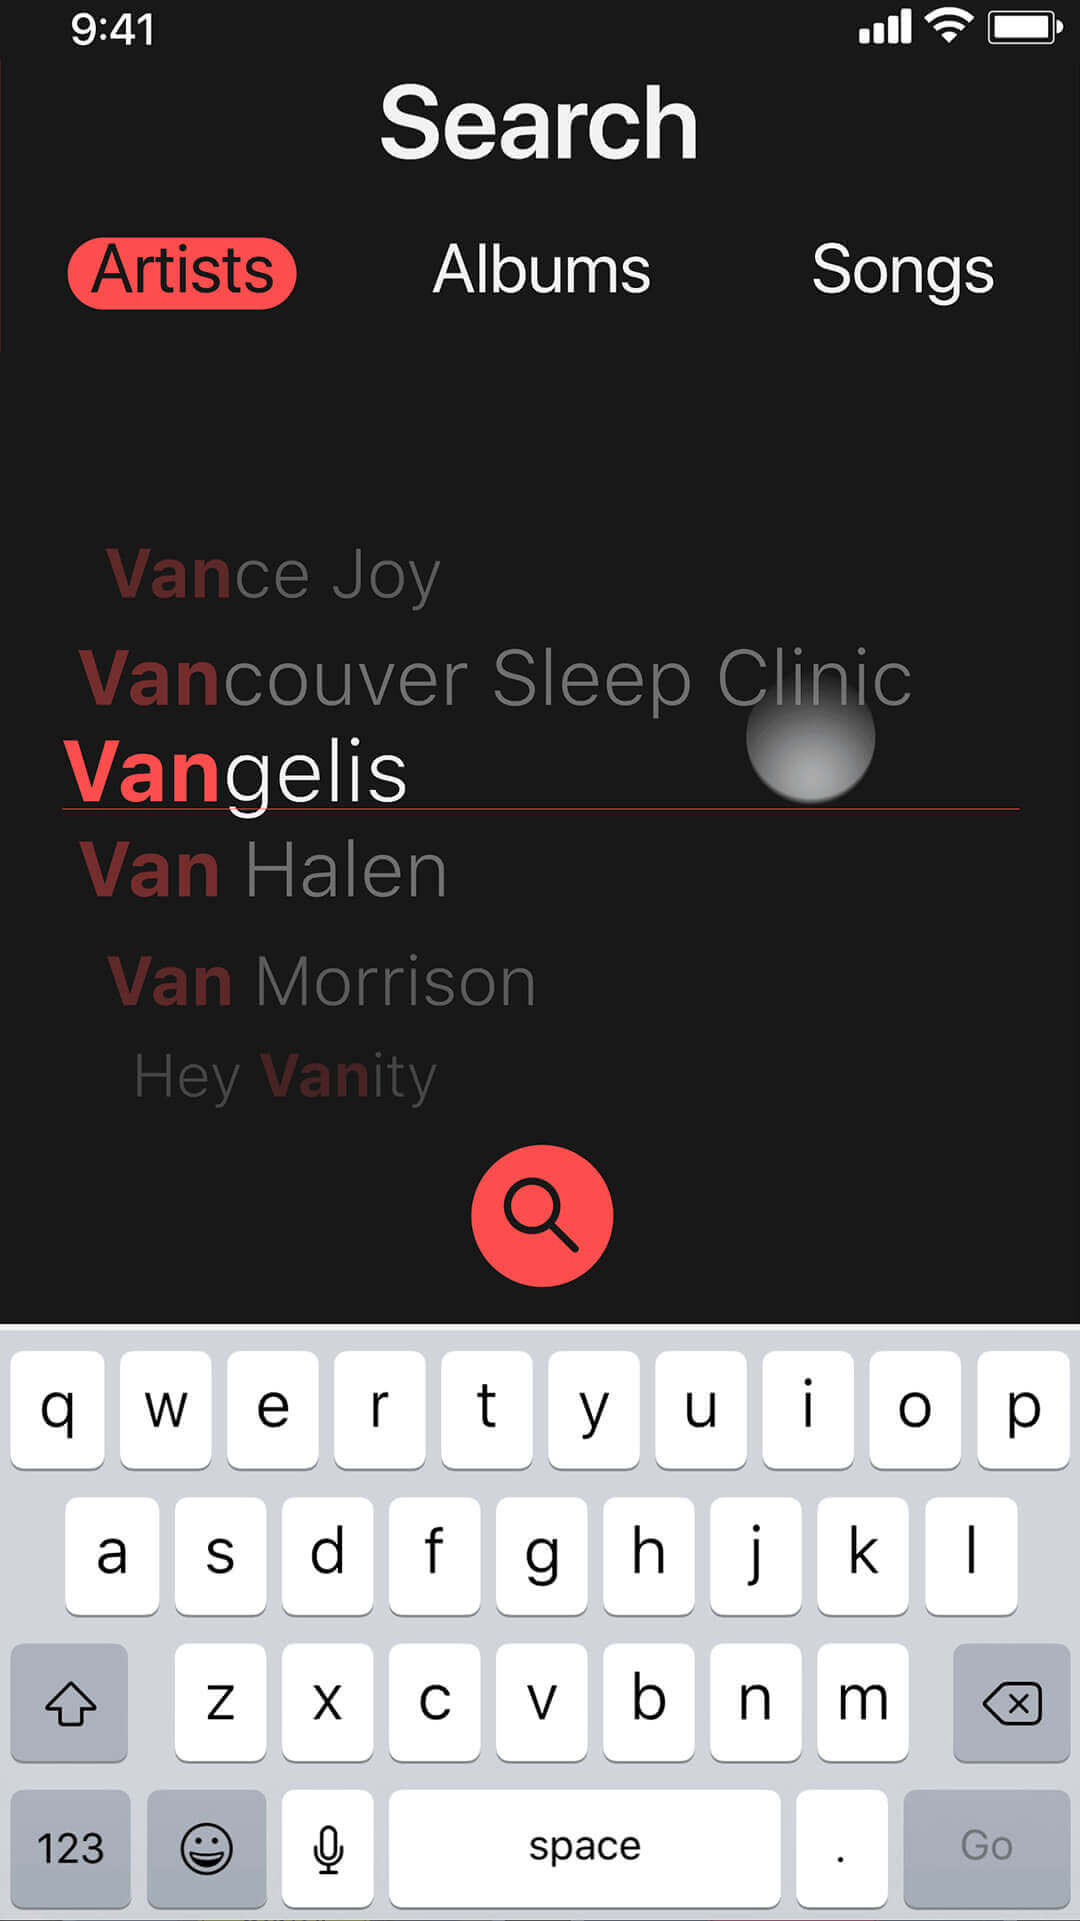 9:41
Search
Artists Albums Songs
Vance Joy
Vancouver Sleep Clinic
Vangelis
Van Halen
Van Morrison
Hey Vanity
q w e r t y u i o p
a s d f g h j k l
z x c v b n m
123 space . Go